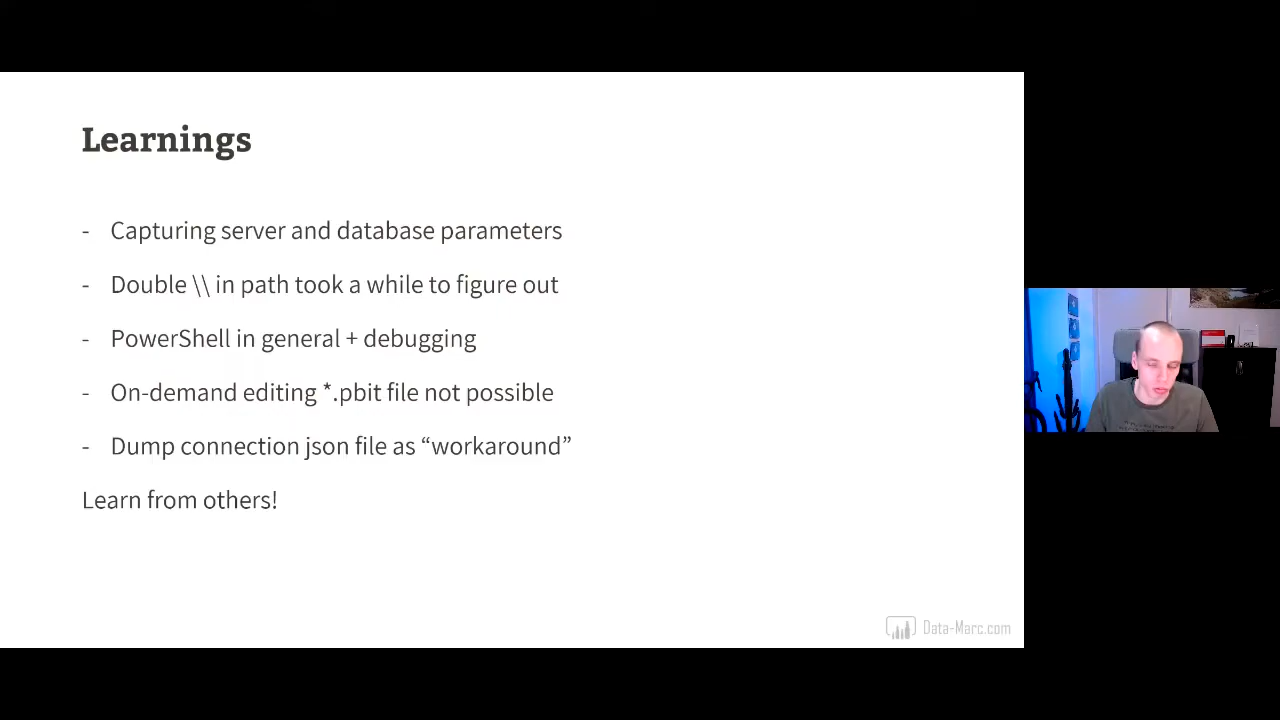 Learnings
- Capturing server and database parameters
- Double \\ in path took a while to figure out
- PowerShell in general + debugging
- On-demand editing *.pbit file not possible
- Dump connection json file as “workaround”
Learn from others!
Data-Marc.com